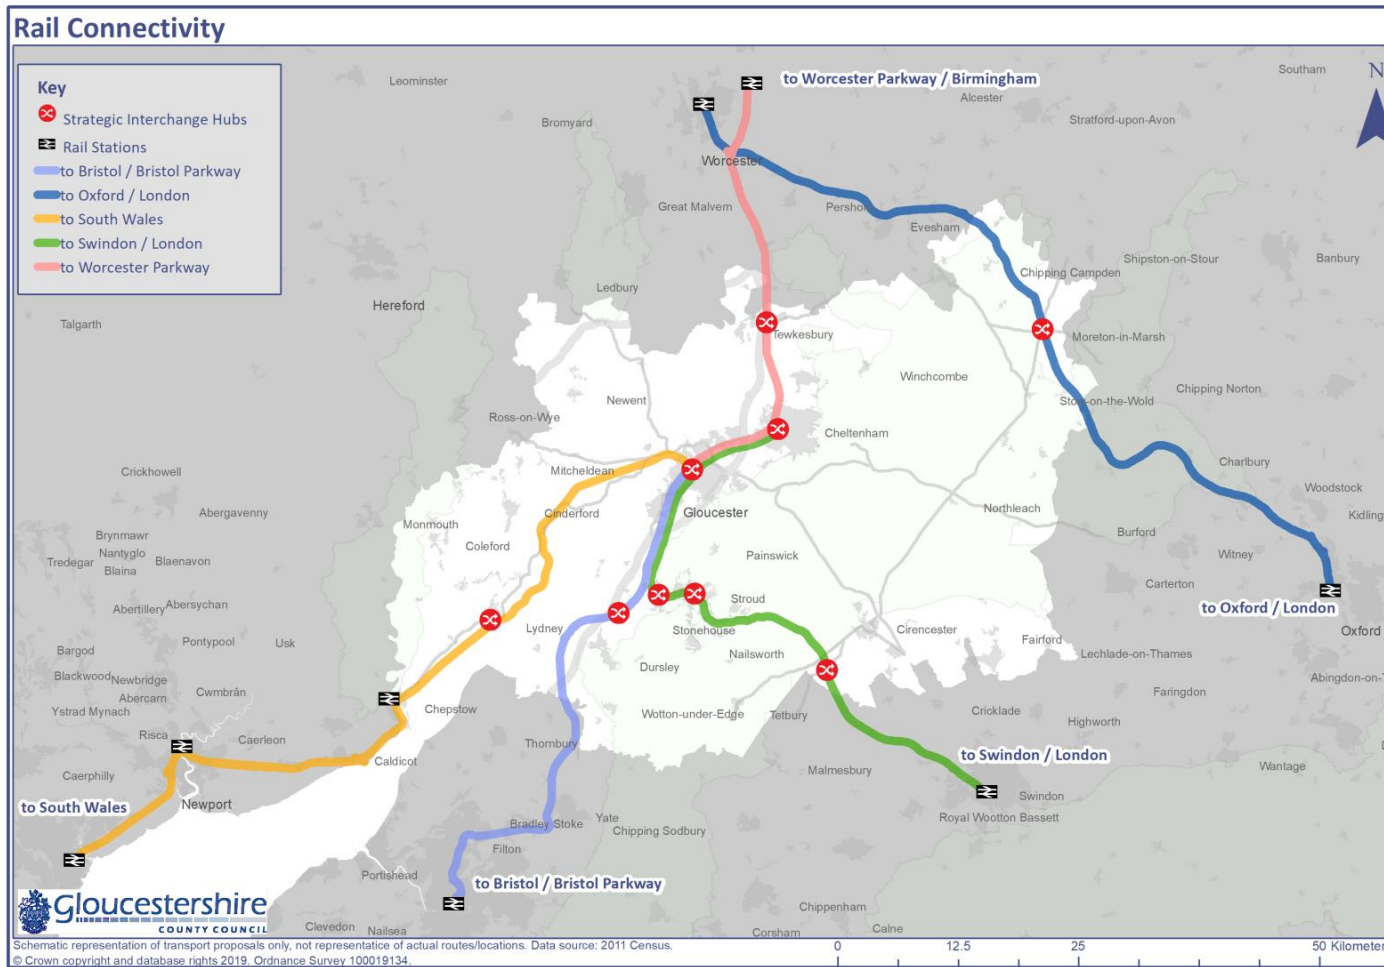 Rail Connectivity
Key
Strategic Interchange Hubs
Rail Stations
to Bristol / Bristol Parkway
to Oxford / London
to South Wales
to Swindon / London
to Worcester Parkway
to Worcester Parkway / Birmingham
N
Southam
Leominster
Alcester
Bromyard
Stratford-upon-Avon
Worcester
Great Malvern
Pershore
Evesham
Shipston-on-Stour
Banbury
Chipping Campden
Ledbury
Hereford
Talgarth
Tewkesbury
Moreton-in-Marsh
Winchcombe
Chipping Norton
Newent
Stow-on-the-Wold
Ross-on-Wye
Cheltenham
Charlbury
Crickhowell
Mitcheldean
Woodstock
Abergavenny
Cinderford
Gloucester
Northleach
Kidling
Monmouth
Brynmawr
Nantyglo
Tredegar
Blaenavon
Blaina
Coleford
Painswick
Burford
Witney
Carterton
Abertillery
Abersychan
Stroud
to Oxford / London
Lydney
Stonehouse
Cirencester
Oxford
Pontypool
Usk
Fairford
Bargod
Nailsworth
Lechlade-on-Thames
Dursley
Blackwood
Newbridge
Abingdon-on-T
Abercarn
Cwmbrân
Faringdon
Ystrad Mynach
Chepstow
Wotton-under-Edge
Tetbury
Cricklade
Highworth
Risca
Caerleon
Thornbury
to Swindon / London
Caldicot
Malmesbury
Wantage
Caerphilly
to South Wales
Newport
Swindon
Royal Wootton Bassett
Bradley Stoke
Yate
Chipping Sodbury
Filton
Portishead
to Bristol / Bristol Parkway
Gloucestershire
COUNTY COUNCIL
Chippenham
Clevedon
Nailsea
Corsham
Calne
Schematic representation of transport proposals only, not representatice of actual routes/locations. Data source: 2011 Census.
© Crown copyright and database rights 2019. Ordnance Survey 100019134.
0
12.5
25
50 Kilometer